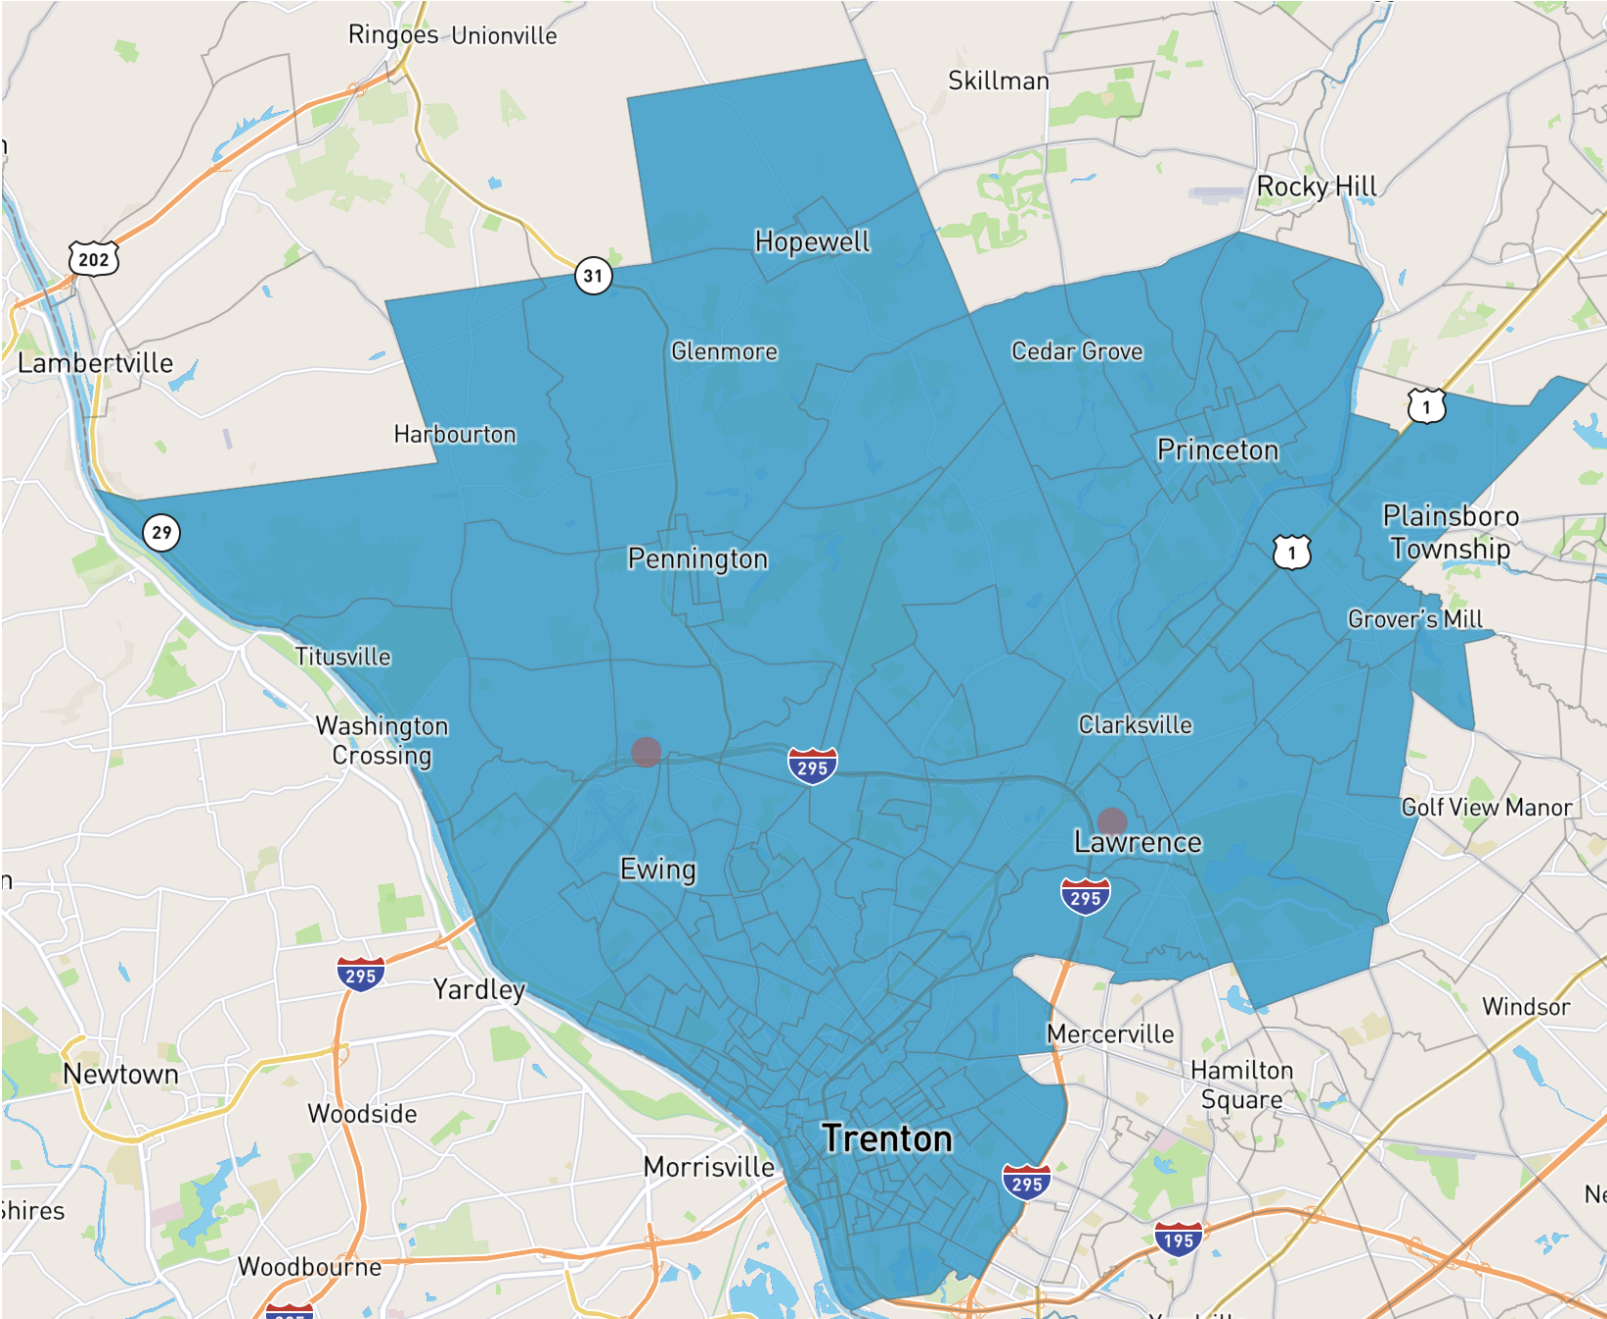 Ringoes
Unionville
Skillman
Rocky Hill
202
31
Hopewell
Lambertville
Glenmore
Cedar Grove
1
Harbourton
Princeton
29
Plainsboro
Township
1
Pennington
Grover's Mill
Titusville
Washington
Crossing
Clarksville
295
Golf View Manor
Lawrence
Ewing
295
295
Yardley
Windsor
Mercerville
Newtown
Hamilton
Square
Woodside
Trenton
Morrisville
295
195
Woodbourne